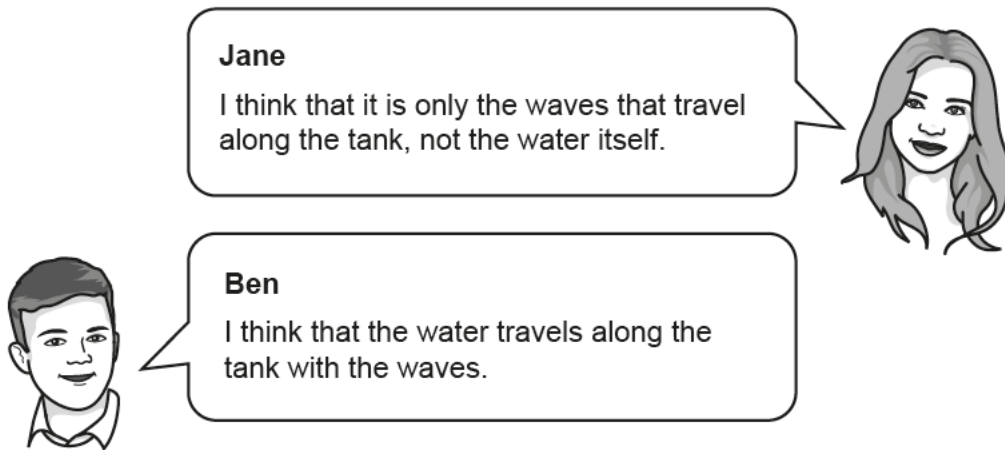 Jane
I think that it is only the waves that travel
along the tank, not the water itself.
Ben
I think that the water travels along the
tank with the waves.